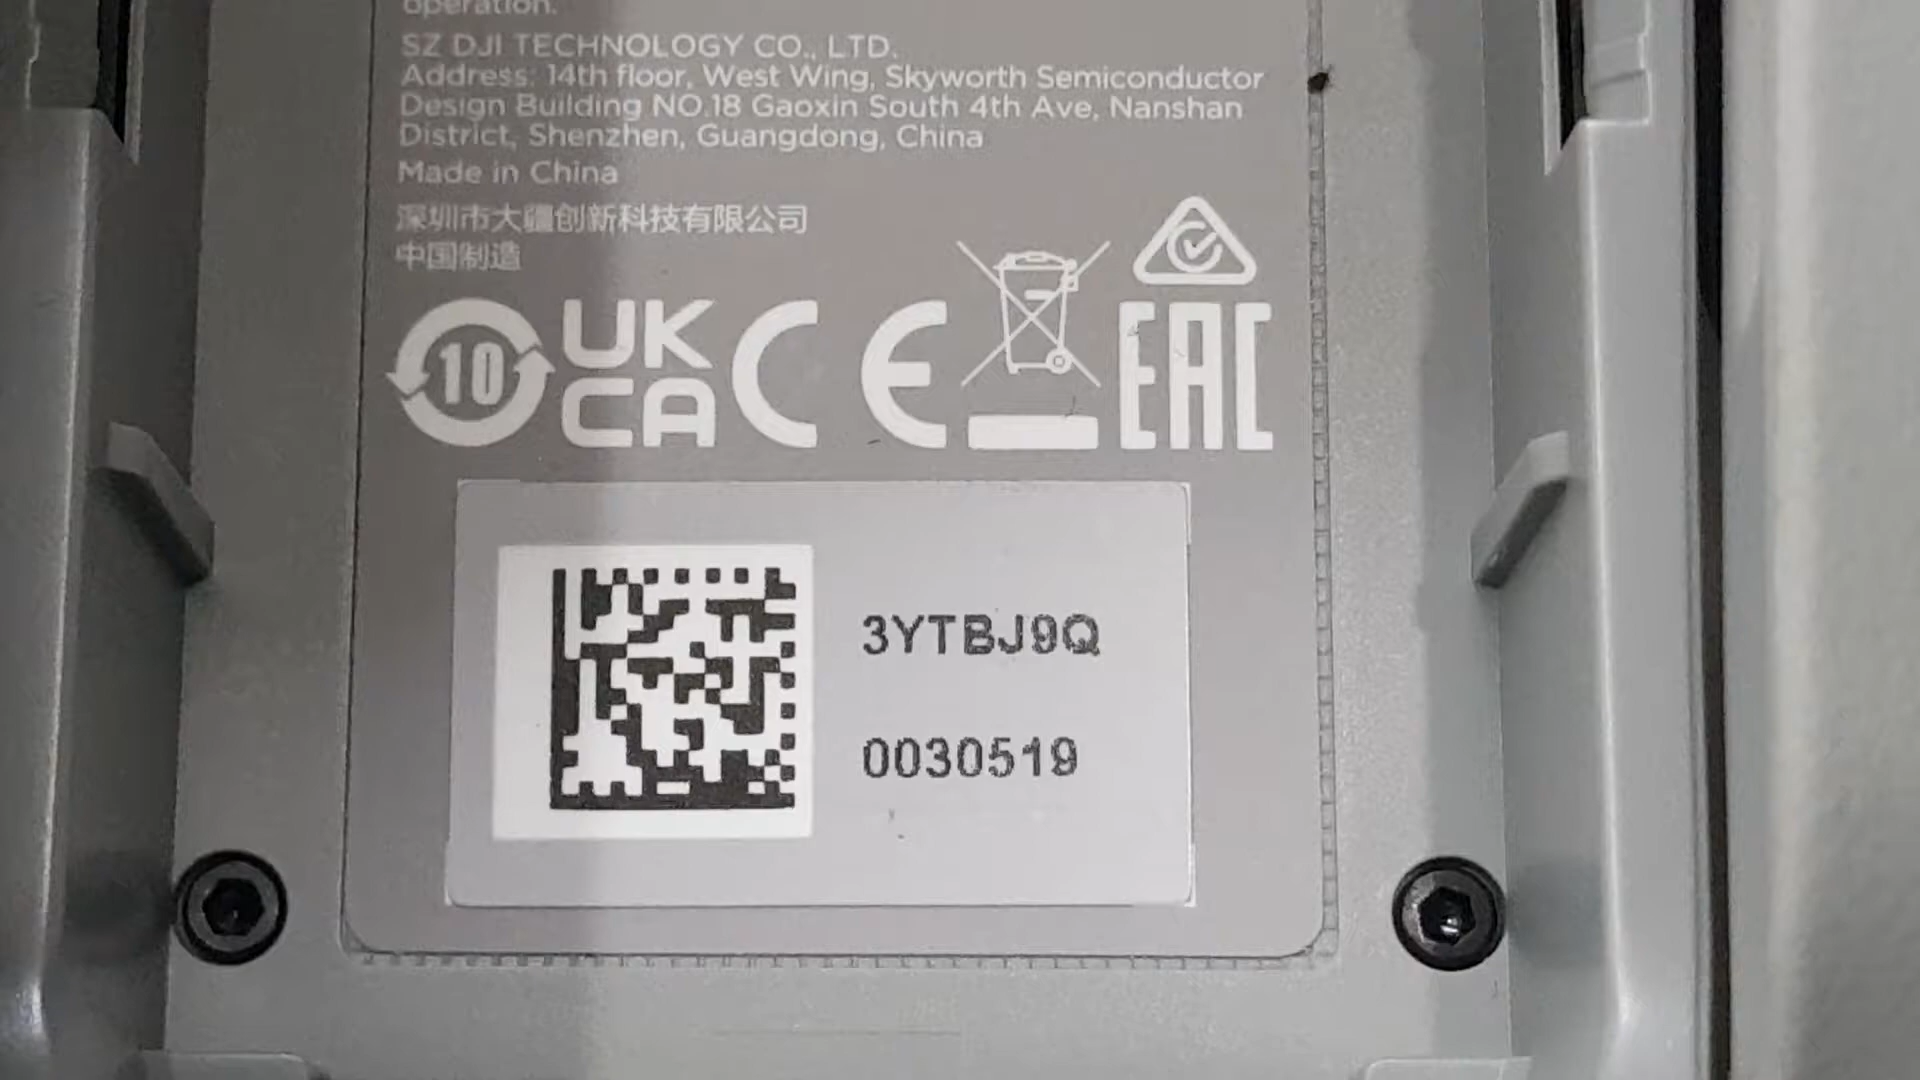 operation.
SZ DJI TECHNOLOGY CO., LTD.
Address: 14th floor, West Wing, Skyworth Semiconductor
Design Building NO.18 Gaoxin South 4th Ave, Nanshan
District, Shenzhen, Guangdong, China
Made in China
深圳市大疆创新科技有限公司
中国制造
10 UK CA CE EAC
3YTBJ9Q
0030519